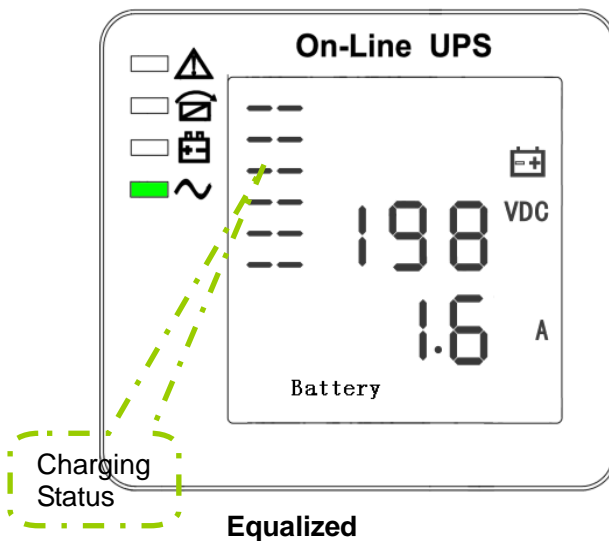 On-Line UPS
VDC
198
1.6 A
Battery
Charging
Status
Equalized